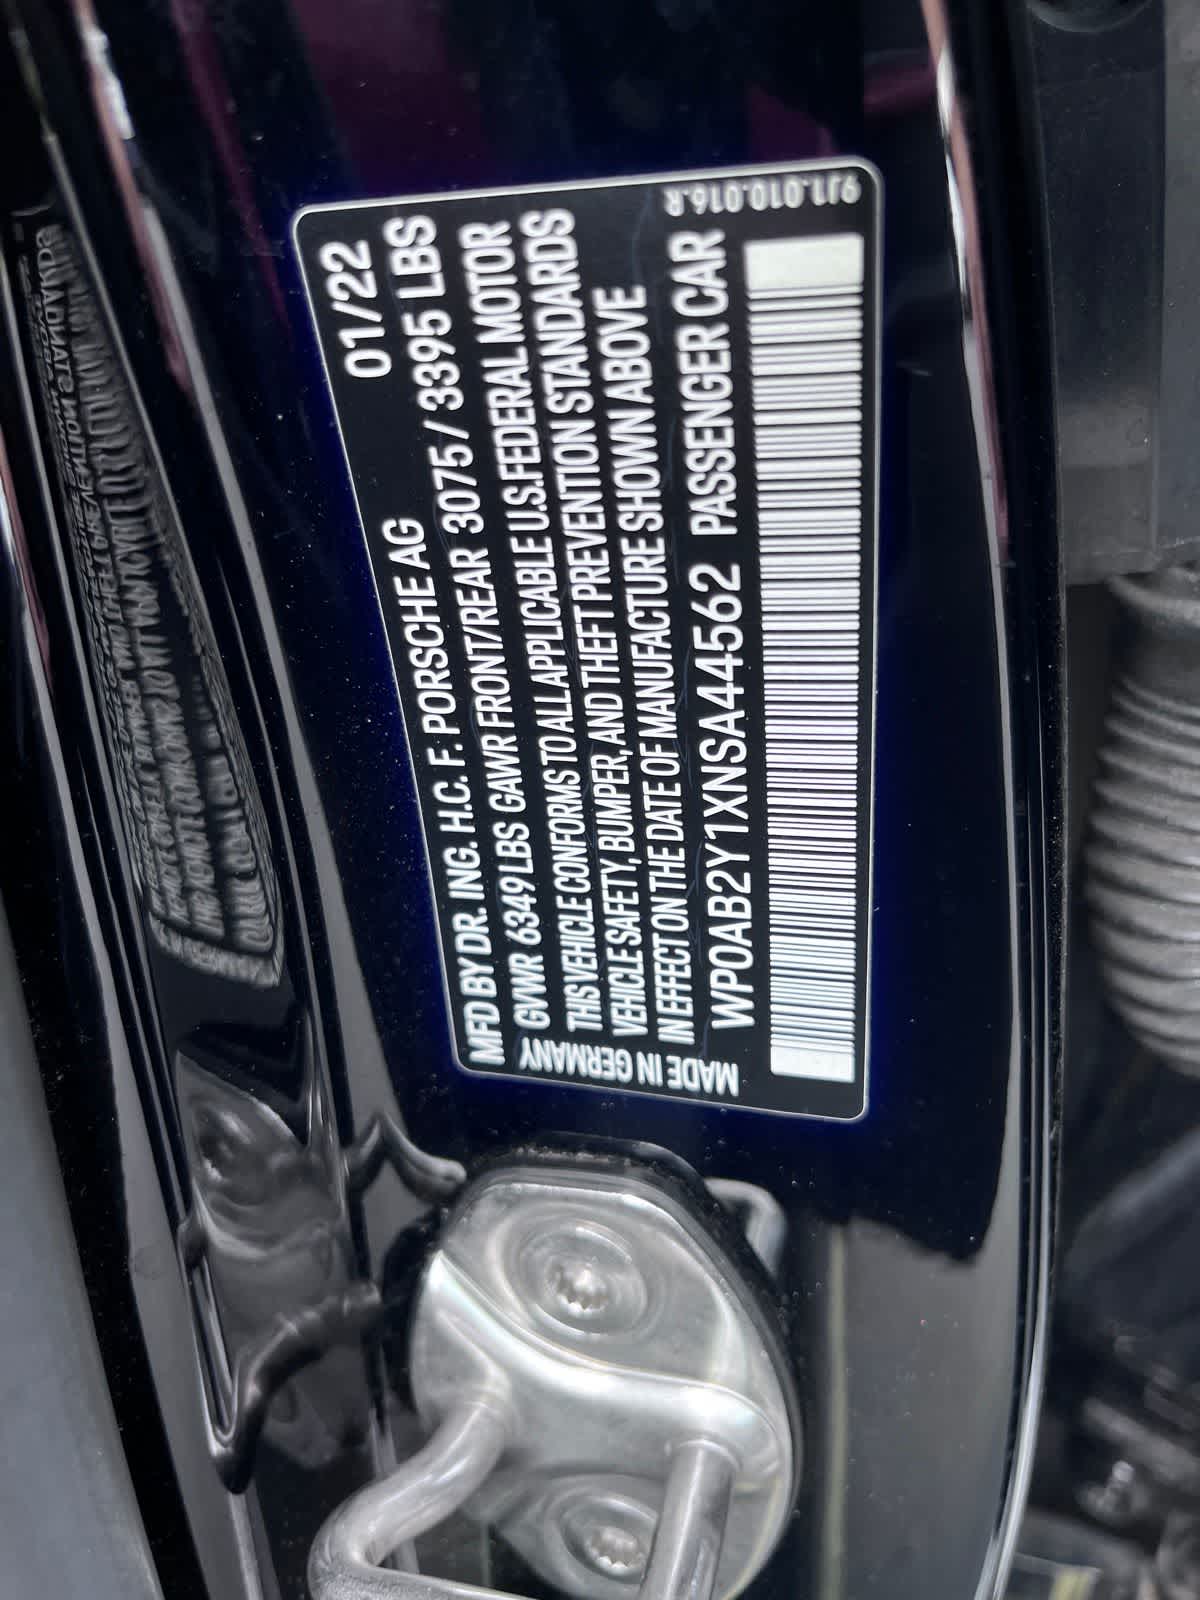 01/22
MFD BY DR. ING. H.C. F. PORSCHE AG
GVWR 6349 LBS GAWR FRONT/REAR 3075 / 3395 LBS
THIS VEHICLE CONFORMS TO ALL APPLICABLE U.S. FEDERAL MOTOR
VEHICLE SAFETY, BUMPER, AND THEFT PREVENTION STANDARDS
IN EFFECT ON THE DATE OF MANUFACTURE SHOWN ABOVE
WP0AB2Y1XNSA44562 PASSENGER CAR
MADE IN GERMANY
9J1.010.016.R